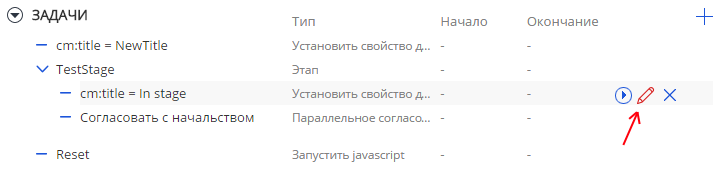 ЗАДАЧИ Тип Начало Окончание
cm:title = NewTitle Установить свойство д... - -
TestStage Этап - -
cm:title = In stage Установить свойство д... - -
Согласовать с начальством Параллельное согласо... - -
Reset Запустить javascript - -